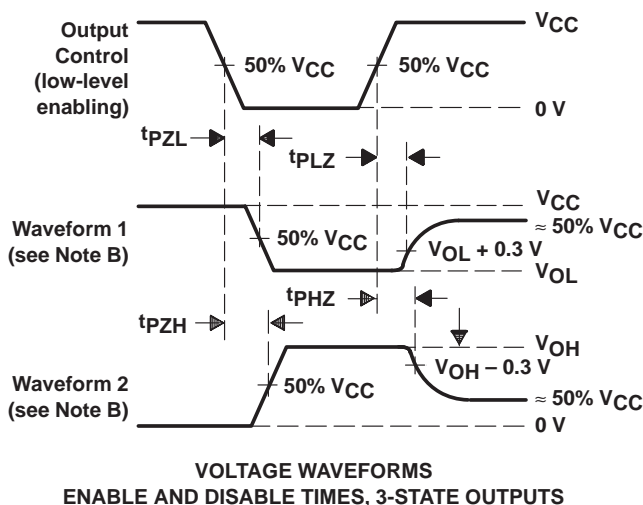 Output
Control
(low-level
enabling)
50% VCC
50% VCC
VCC
0 V
tPZL
tPLZ
Waveform 1
(see Note B)
50% VCC
VCC
≈ 50% VCC
VOL + 0.3 V
VOL
tPZH
tPHZ
Waveform 2
(see Note B)
50% VCC
VOH
VOH – 0.3 V
≈ 50% VCC
0 V
VOLTAGE WAVEFORMS
ENABLE AND DISABLE TIMES, 3-STATE OUTPUTS